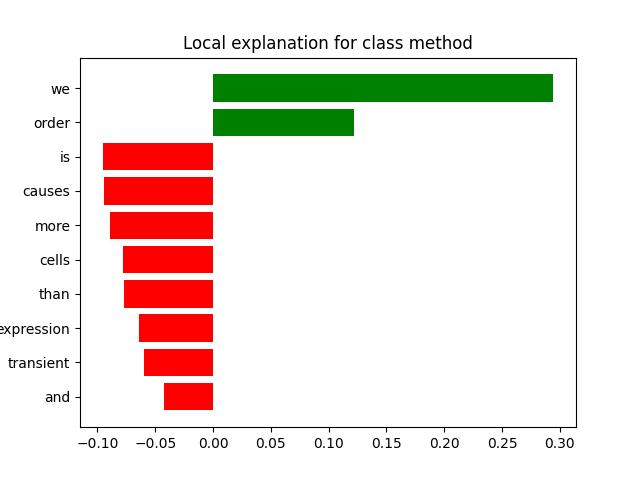 Local explanation for class method
we
order
is
causes
more
cells
than
expression
transient
and
−0.10 −0.05 0.00 0.05 0.10 0.15 0.20 0.25 0.30